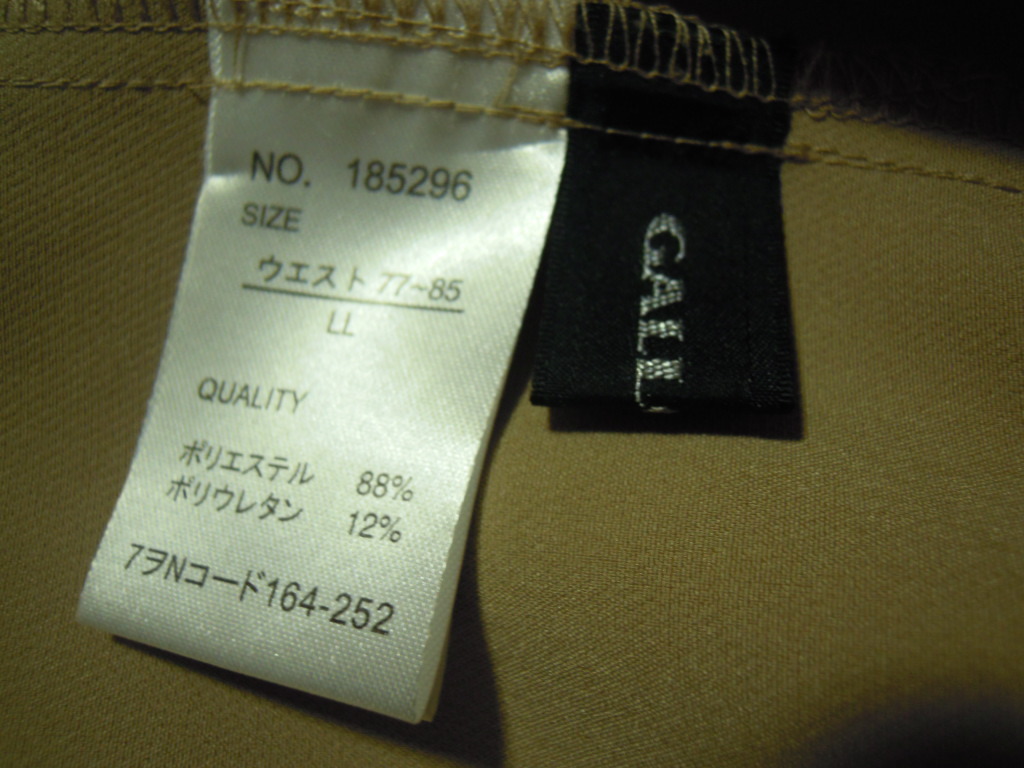 NO. 185296
SIZE
ウエスト 77~85
LL
QUALITY
ポリエステル 88%
ポリウレタン 12%
7ヲNコード164-252
GALL